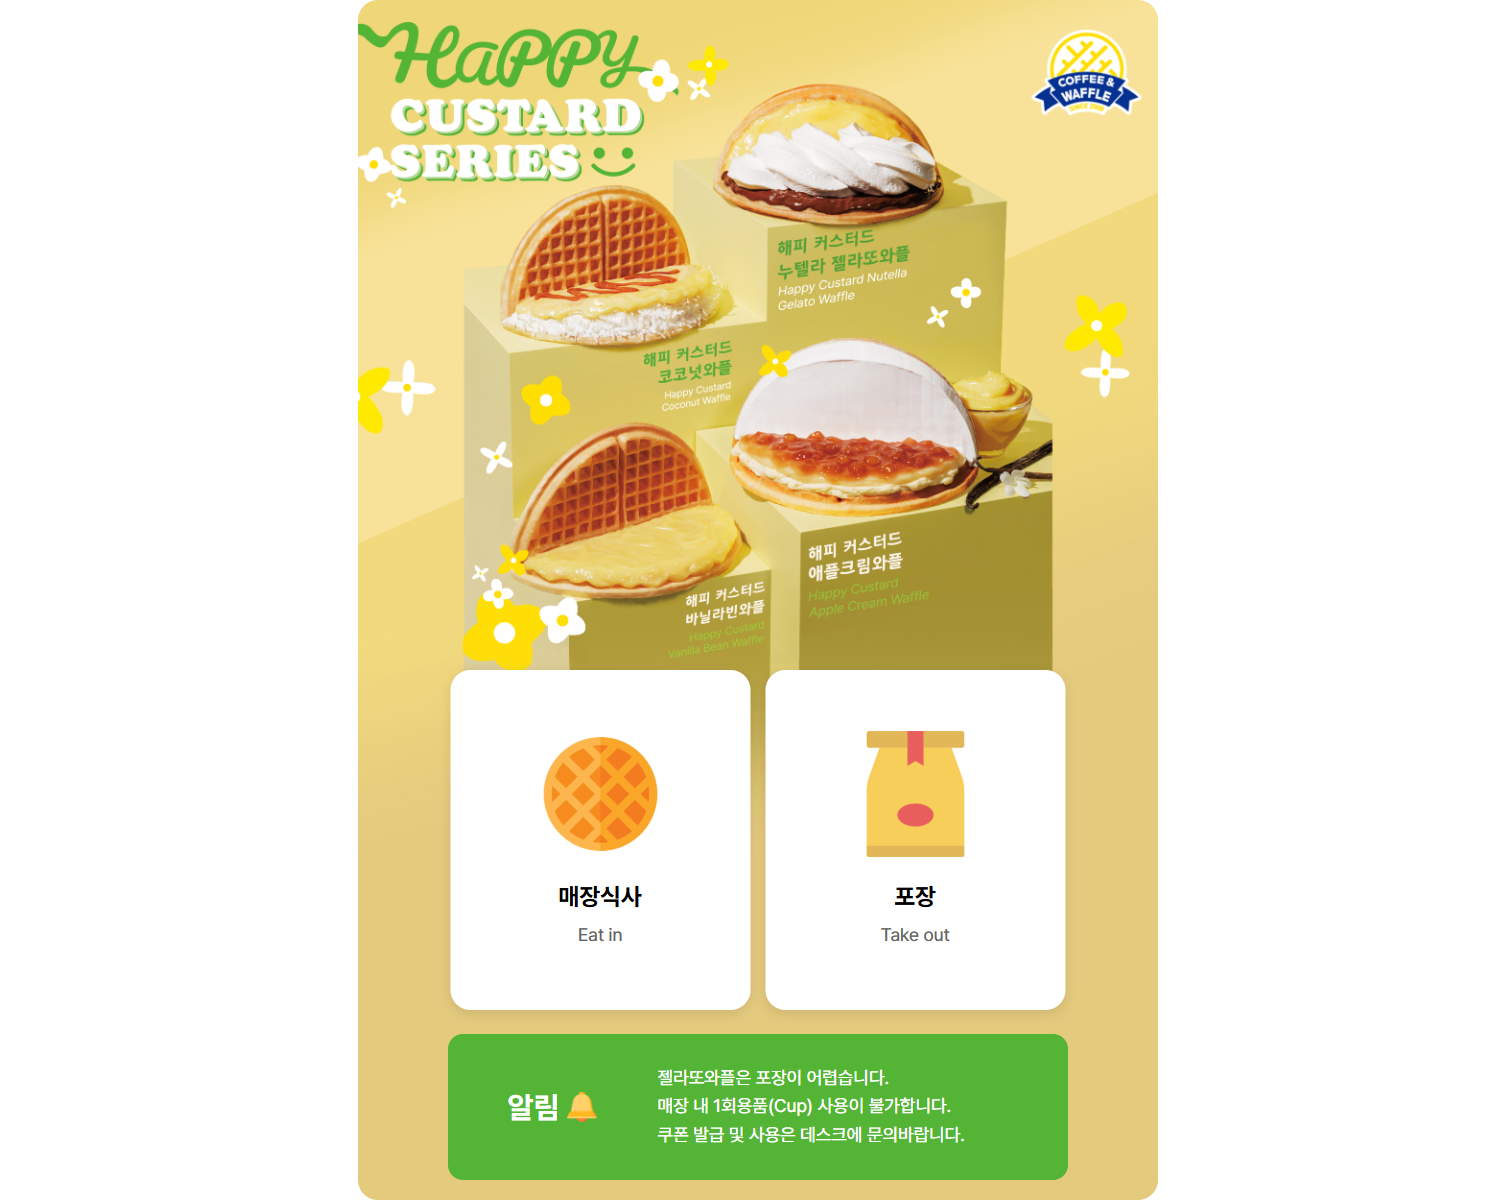 HaPPy
CUSTARD
SERIES
COFFEE &
WAFFLE
해피 커스터드
누텔라 젤라또와플
Happy Custard Nutella
Gelato Waffle
해피 커스터드
코코넛와플
Happy Custard
Coconut Waffle
해피 커스터드
애플크림와플
Happy Custard
Apple Cream Waffle
해피 커스터드
바닐라빈와플
Happy Custard
Vanilla Bean Waffle
매장식사
Eat in
포장
Take out
알림
젤라또와플은 포장이 어렵습니다.
매장 내 1회용품(Cup) 사용이 불가합니다.
쿠폰 발급 및 사용은 데스크에 문의바랍니다.